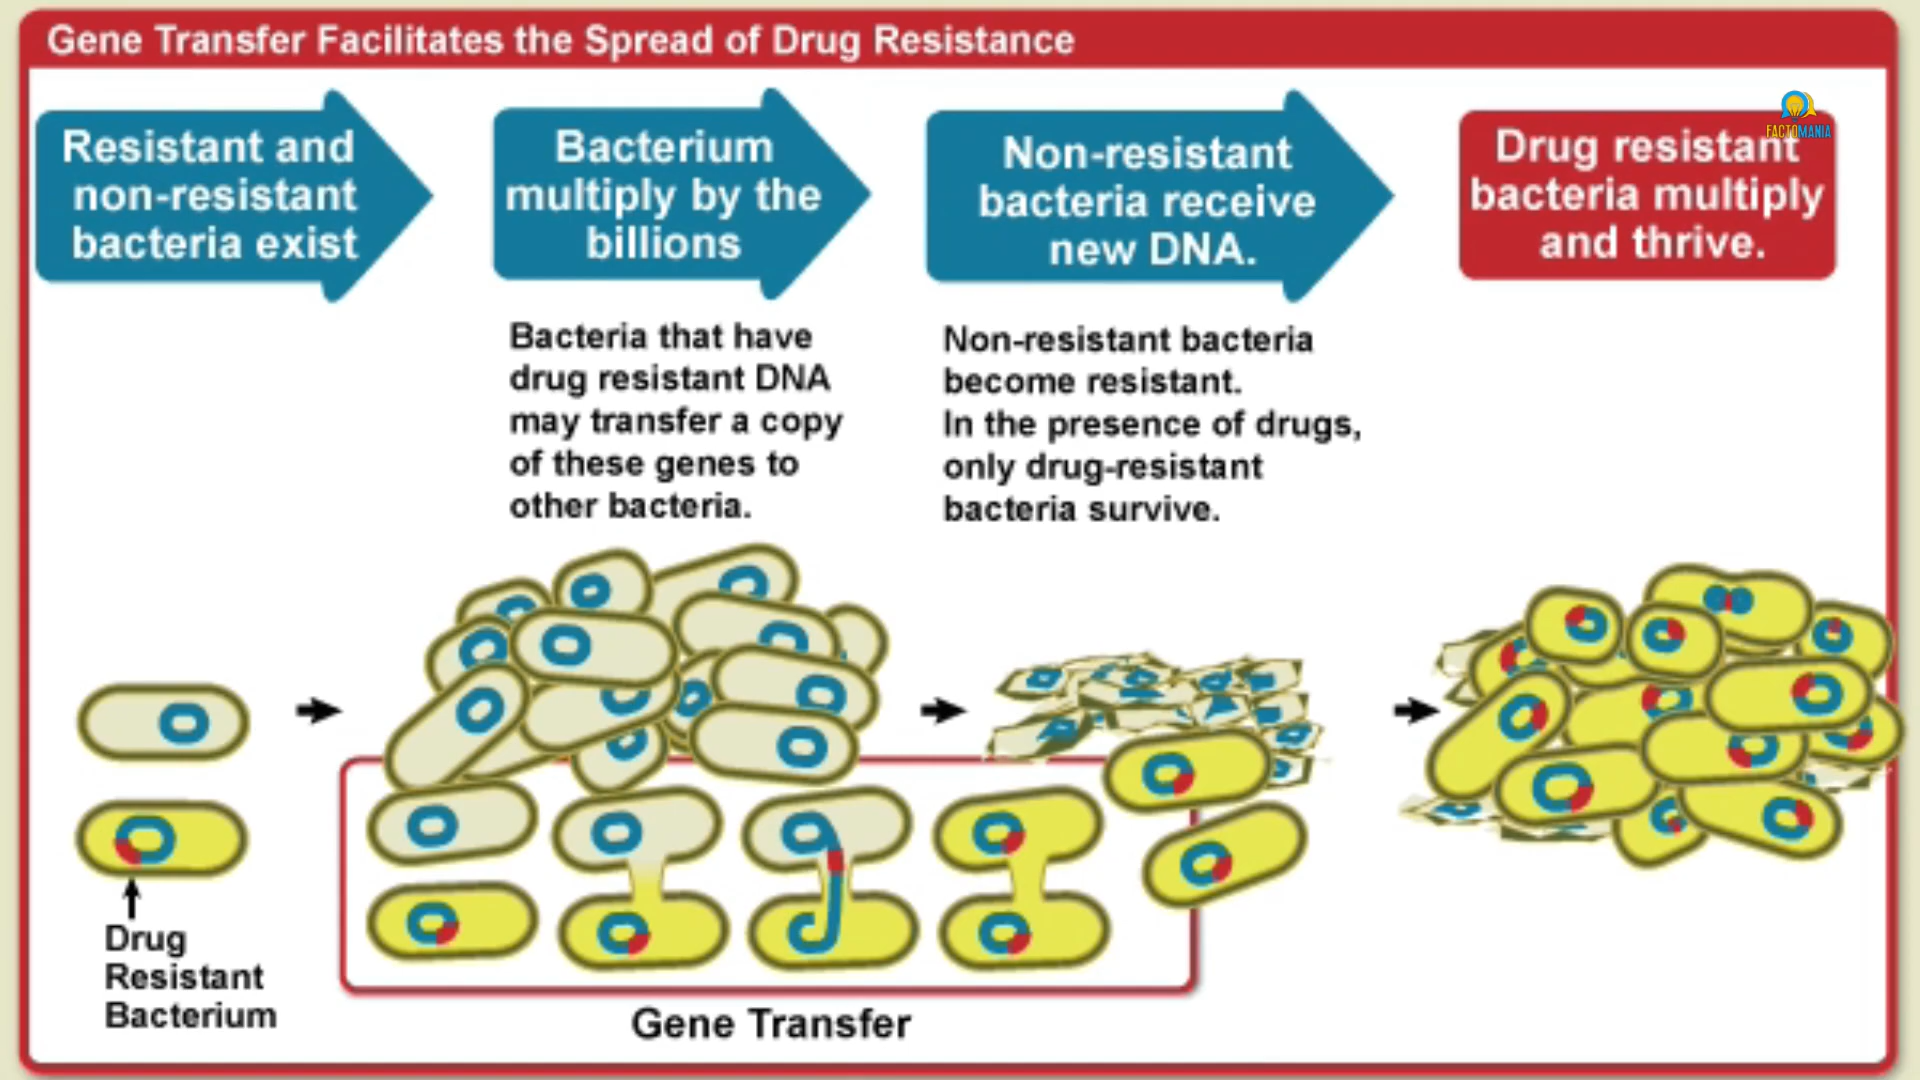 Gene Transfer Facilitates the Spread of Drug Resistance
Resistant and
non-resistant
bacteria exist
Bacterium
multiply by the
billions
Non-resistant
bacteria receive
new DNA.
FACTOMANIA
Drug resistant
bacteria multiply
and thrive.
Bacteria that have
drug resistant DNA
may transfer a copy
of these genes to
other bacteria.
Non-resistant bacteria
become resistant.
In the presence of drugs,
only drug-resistant
bacteria survive.
Drug
Resistant
Bacterium
Gene Transfer